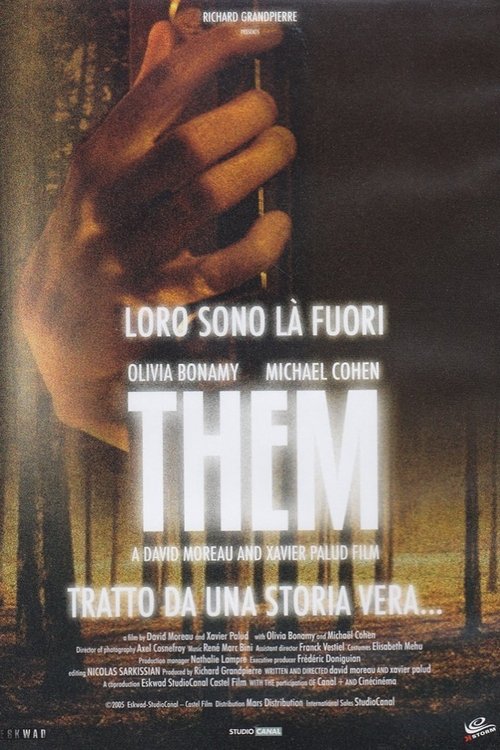 RICHARD GRANDPIERRE
PRESENTS
LORO SONO LÀ FUORI
OLIVIA BONAMY MICHAEL COHEN
THEM
A DAVID MOREAU AND XAVIER PALUD FILM
TRATTO DA UNA STORIA VERA...
a film by David Moreau and Xavier Palud with Olivia Bonamy and Michaël Cohen
Director of photography Axel Cosnefroy Music by René Marc Bini Assistant director Franck Vestiel Costumes Elisabeth Mehu
Production manager Nathalie Lampre Executive producer Frédéric Doniguian
editing NICOLAS SARKISSIAN Produced by Richard Grandpierre WRITTEN AND DIRECTED david moreau AND xavier palud
A coproduction Eskwad StudioCanal Castel Film WITH THE PARTICIPATION OF Canal + AND Cinécinéma
©2005 Eskwad-StudioCanal – Castel Film Distribution Mars Distribution International Sales StudioCanal
ESKWAD
STUDIO CANAL
STORM